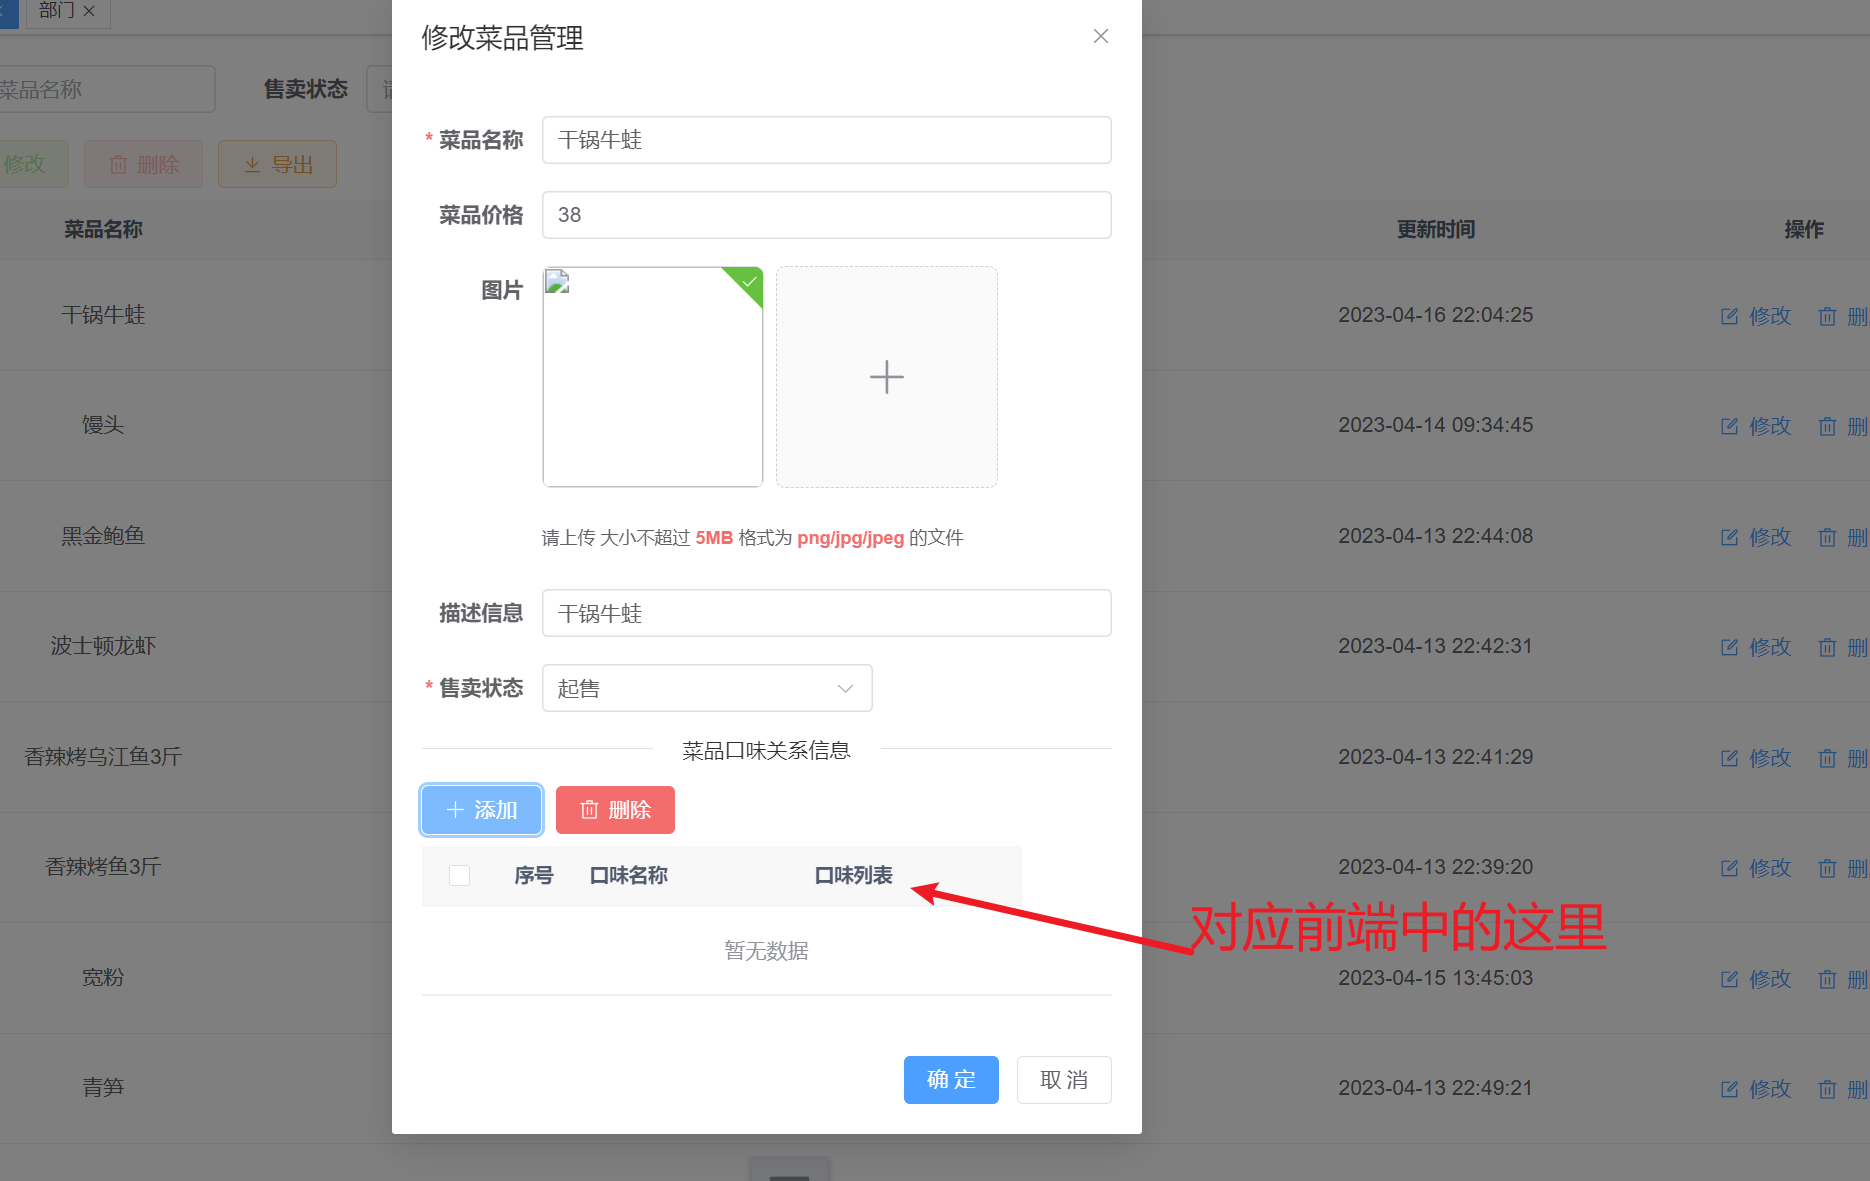 部门
菜品名称
售卖状态
修改
删除
导出
菜品名称
更新时间
操作
干锅牛蛙
2023-04-16 22:04:25
修改
删
馒头
2023-04-14 09:34:45
修改
删
黑金鲍鱼
2023-04-13 22:44:08
修改
删
波士顿龙虾
2023-04-13 22:42:31
修改
删
香辣烤乌江鱼3斤
2023-04-13 22:41:29
修改
删
香辣烤鱼3斤
2023-04-13 22:39:20
修改
删
宽粉
2023-04-15 13:45:03
修改
删
青笋
2023-04-13 22:49:21
修改
删
修改菜品管理
* 菜品名称
干锅牛蛙
菜品价格
38
图片
请上传 大小不超过 5MB 格式为 png/jpg/jpeg 的文件
描述信息
干锅牛蛙
* 售卖状态
起售
菜品口味关系信息
添加
删除
序号
口味名称
口味列表
对应前端中的这里
暂无数据
确 定
取 消